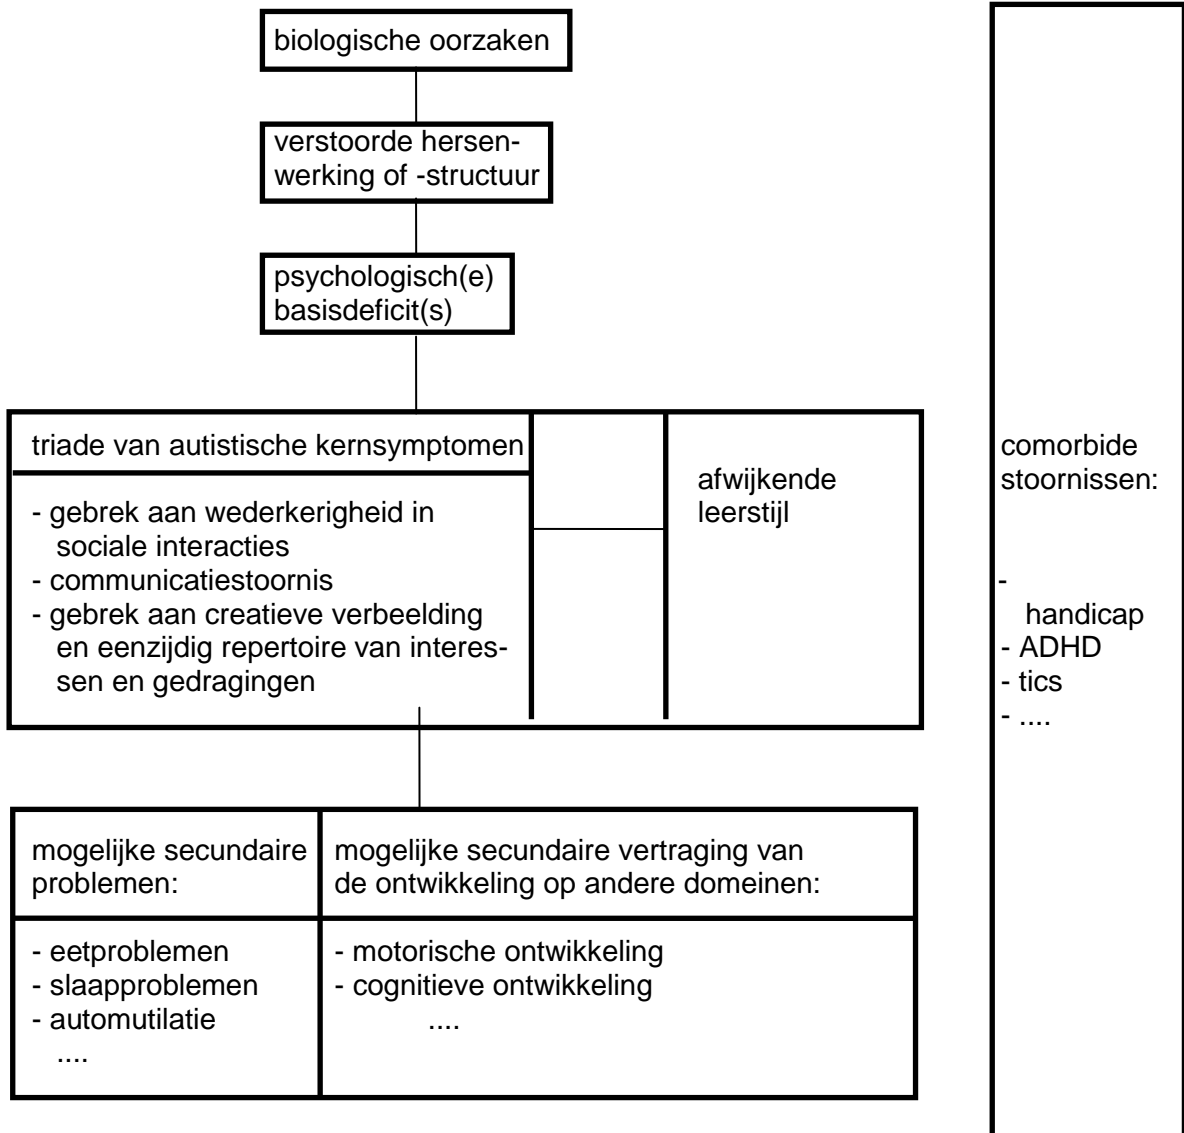 biologische oorzaken
verstoorde hersen-
werking of -structuur
psychologisch(e)
basisdeficit(s)
triade van autistische kernsymptomen
- gebrek aan wederkerigheid in
sociale interacties
- communicatiestoornis
- gebrek aan creatieve verbeelding
en eenzijdig repertoire van interes-
sen en gedragingen
afwijkende
leerstijl
mogelijke secundaire
problemen:
- eetproblemen
- slaapproblemen
- automutilatie
....
mogelijke secundaire vertraging van
de ontwikkeling op andere domeinen:
- motorische ontwikkeling
- cognitieve ontwikkeling
....
comorbide
stoornissen:
-
handicap
- ADHD
- tics
- ....